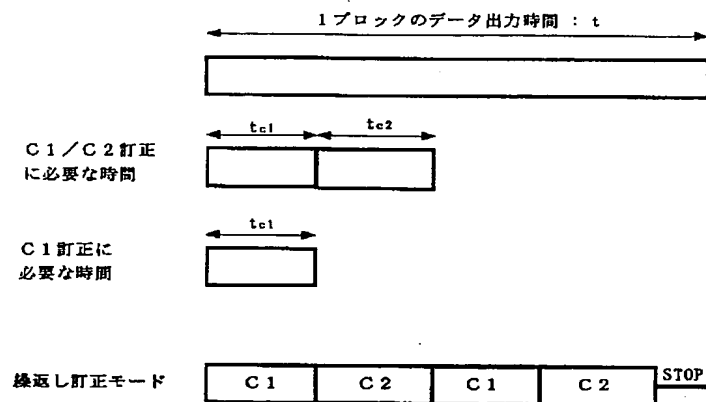 1ブロックのデータ出力時間：t
tc1 tc2
C1／C2訂正
に必要な時間
tc1
C1訂正に
必要な時間
繰返し訂正モード C1 C2 C1 C2 STOP